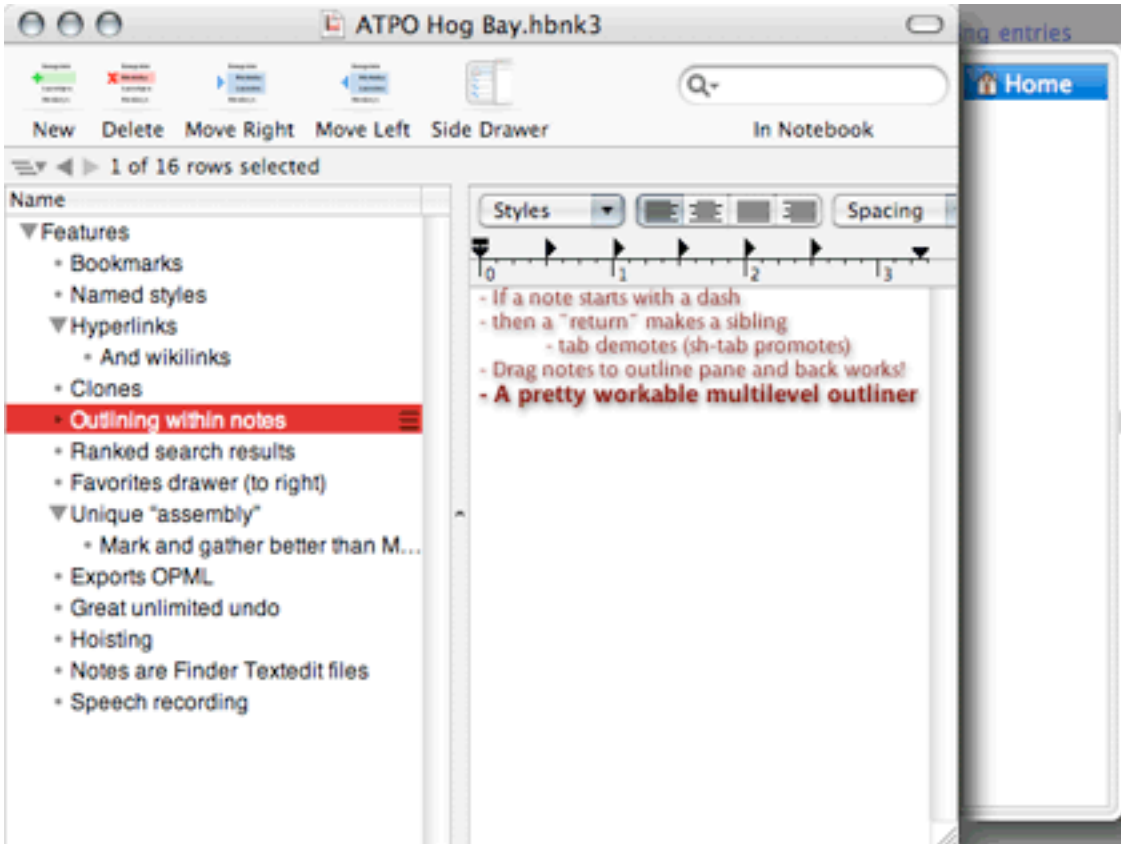 ATPO Hog Bay.hbnk3
ng entries
Home
New Delete Move Right Move Left Side Drawer In Notebook
1 of 16 rows selected
Name
Styles Spacing
Features
Bookmarks
Named styles
Hyperlinks
And wikilinks
Clones
Outlining within notes
Ranked search results
Favorites drawer (to right)
Unique "assembly"
Mark and gather better than M...
Exports OPML
Great unlimited undo
Hoisting
Notes are Finder Textedit files
Speech recording
0 1 2 3
- If a note starts with a dash
- then a "return" makes a sibling
- tab demotes (sh-tab promotes)
- Drag notes to outline pane and back works!
- A pretty workable multilevel outliner